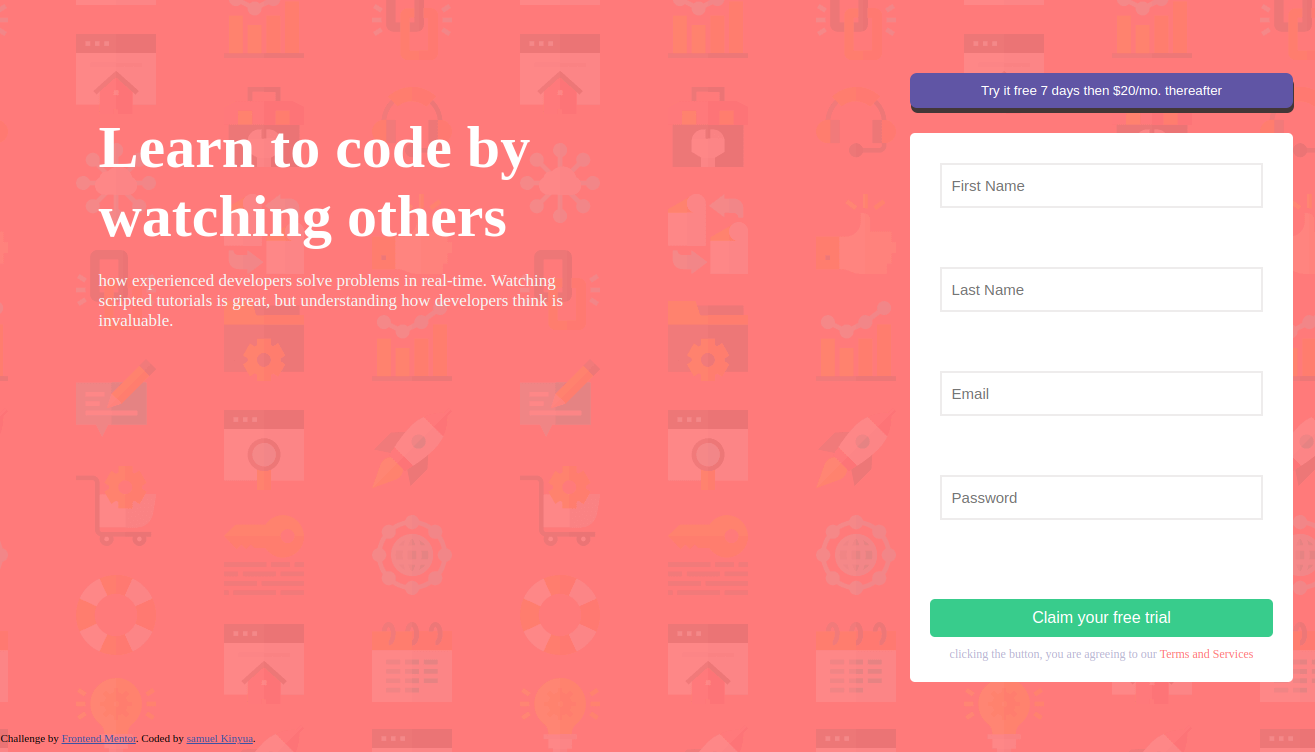 Learn to code by
watching others
how experienced developers solve problems in real-time. Watching
scripted tutorials is great, but understanding how developers think is
invaluable.
Try it free 7 days then $20/mo. thereafter
First Name
Last Name
Email
Password
Claim your free trial
clicking the button, you are agreeing to our Terms and Services
Challenge by Frontend Mentor. Coded by samuel Kinyua.